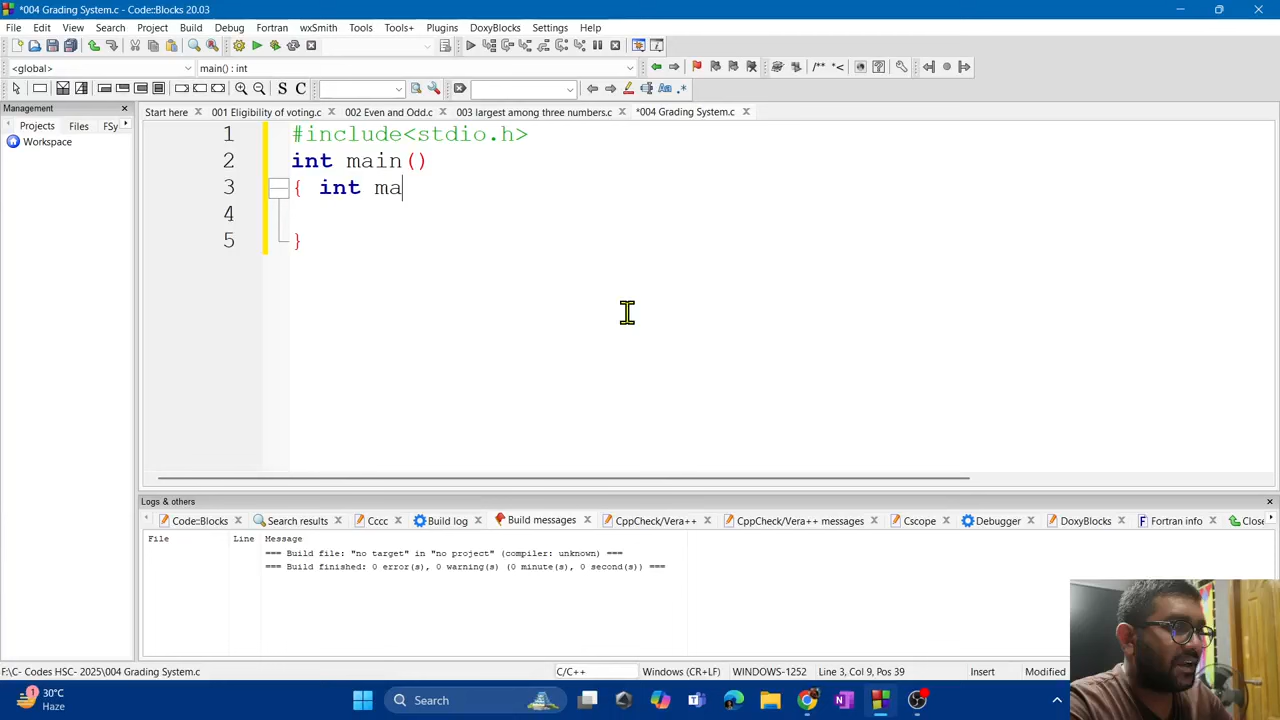 *004 Grading System.c - Code::Blocks 20.03
File Edit View Search Project Build Debug Fortran wxSmith Tools Tools+ Plugins DoxyBlocks Settings Help
<global> main() : int
S C
Management
Projects Files FSy
Workspace
Start here 001 Eligibility of voting.c 002 Even and Odd.c 003 largest among three numbers.c *004 Grading System.c
1 #include<stdio.h>
2 int main()
3 { int ma
4
5 }
Logs & others
Code::Blocks Search results Cccc Build log Build messages CppCheck/Vera++ CppCheck/Vera++ messages Cscope Debugger DoxyBlocks Fortran info Close
File Line Message
=== Build file: "no target" in "no project" (compiler: unknown) ===
=== Build finished: 0 error(s), 0 warning(s) (0 minute(s), 0 second(s)) ===
F:\C- Codes HSC- 2025\004 Grading System.c C/C++ Windows (CR+LF) WINDOWS-1252 Line 3, Col 9, Pos 39 Insert Modified
1 30°C
Haze
Search